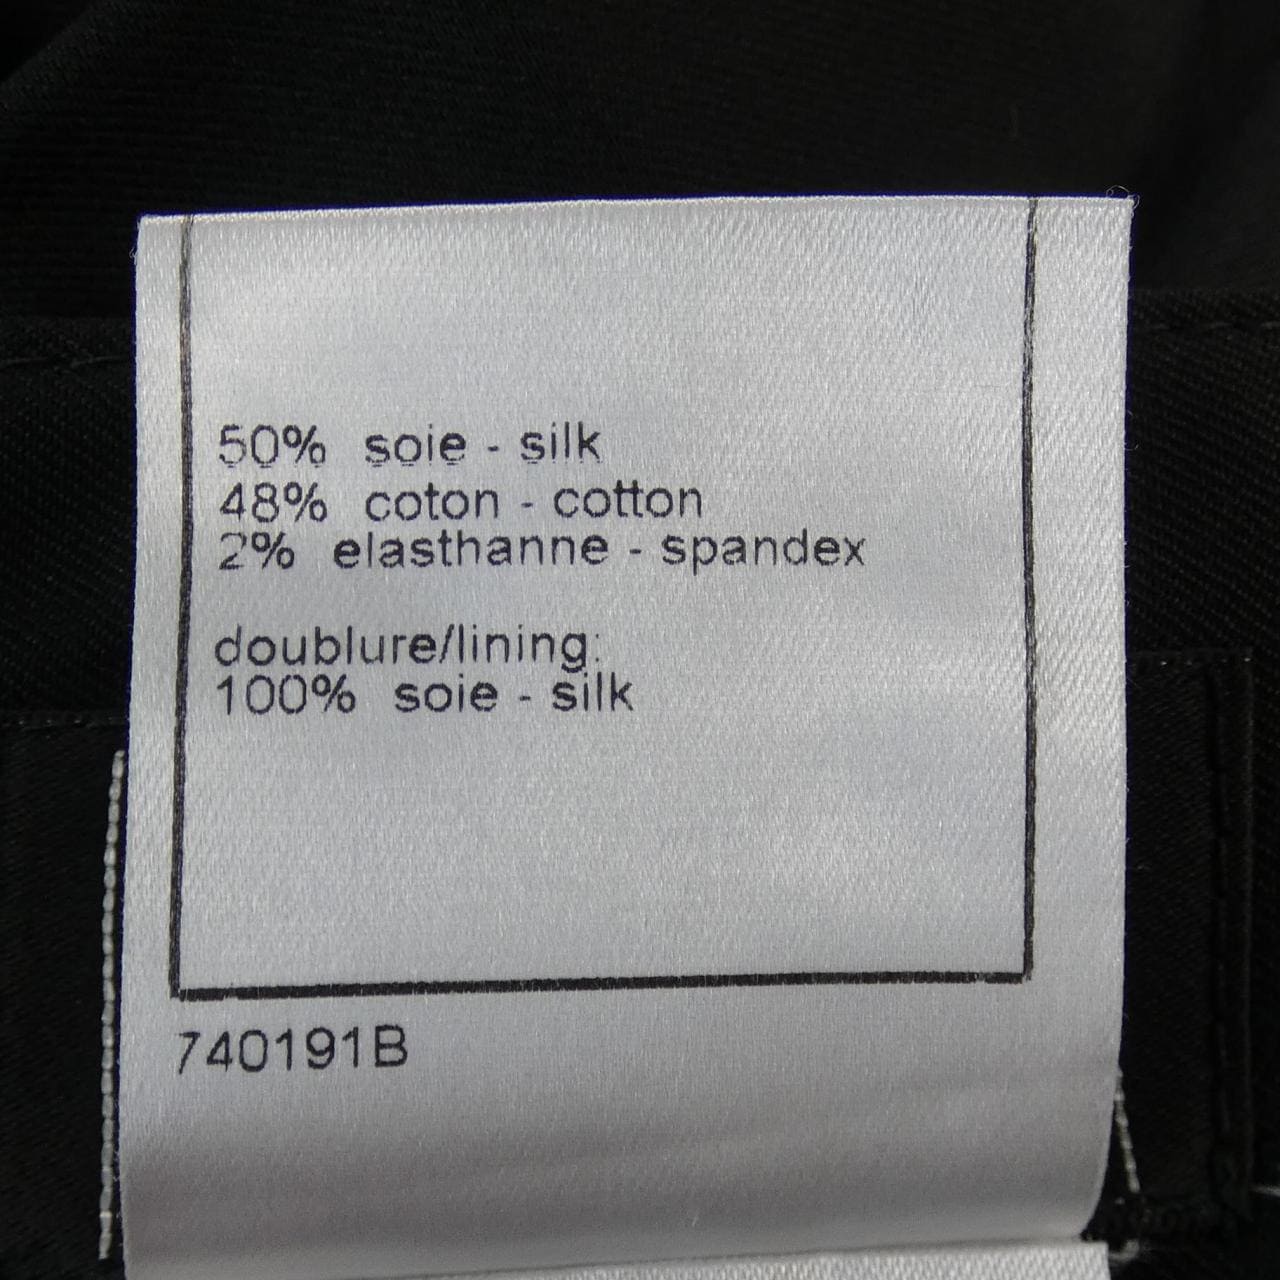 50% soie - silk
48% coton - cotton
2% elasthanne - spandex
doublure/lining:
100% soie - silk
740191B